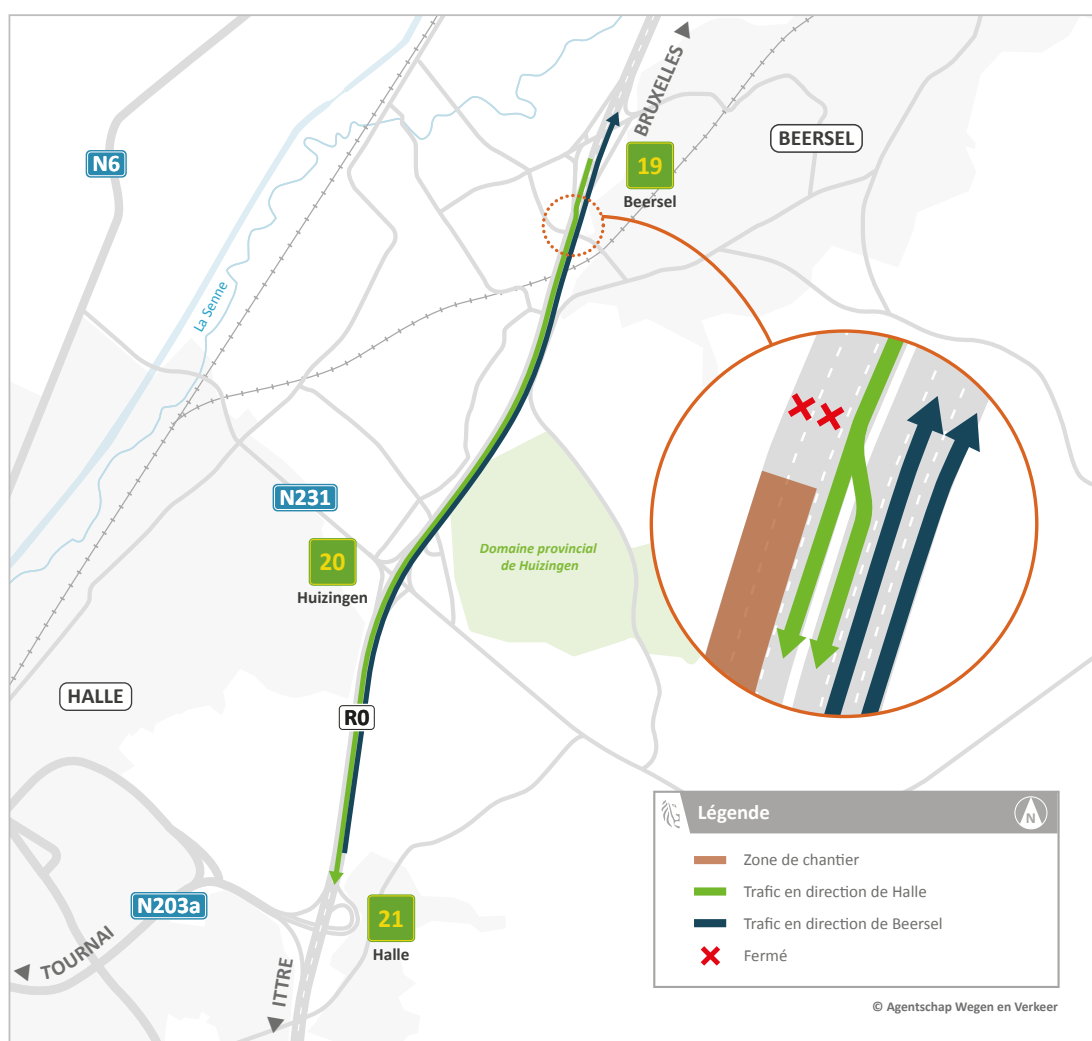 BRUXELLES
BEERSEL
N6
19
Beersel
La Senne
N231
20
Huizingen
Domaine provincial
de Huizingen
HALLE
R0
N203a
21
Halle
TOURNAI
ITTRE
Légende
N
Zone de chantier
Trafic en direction de Halle
Trafic en direction de Beersel
Fermé
© Agentschap Wegen en Verkeer